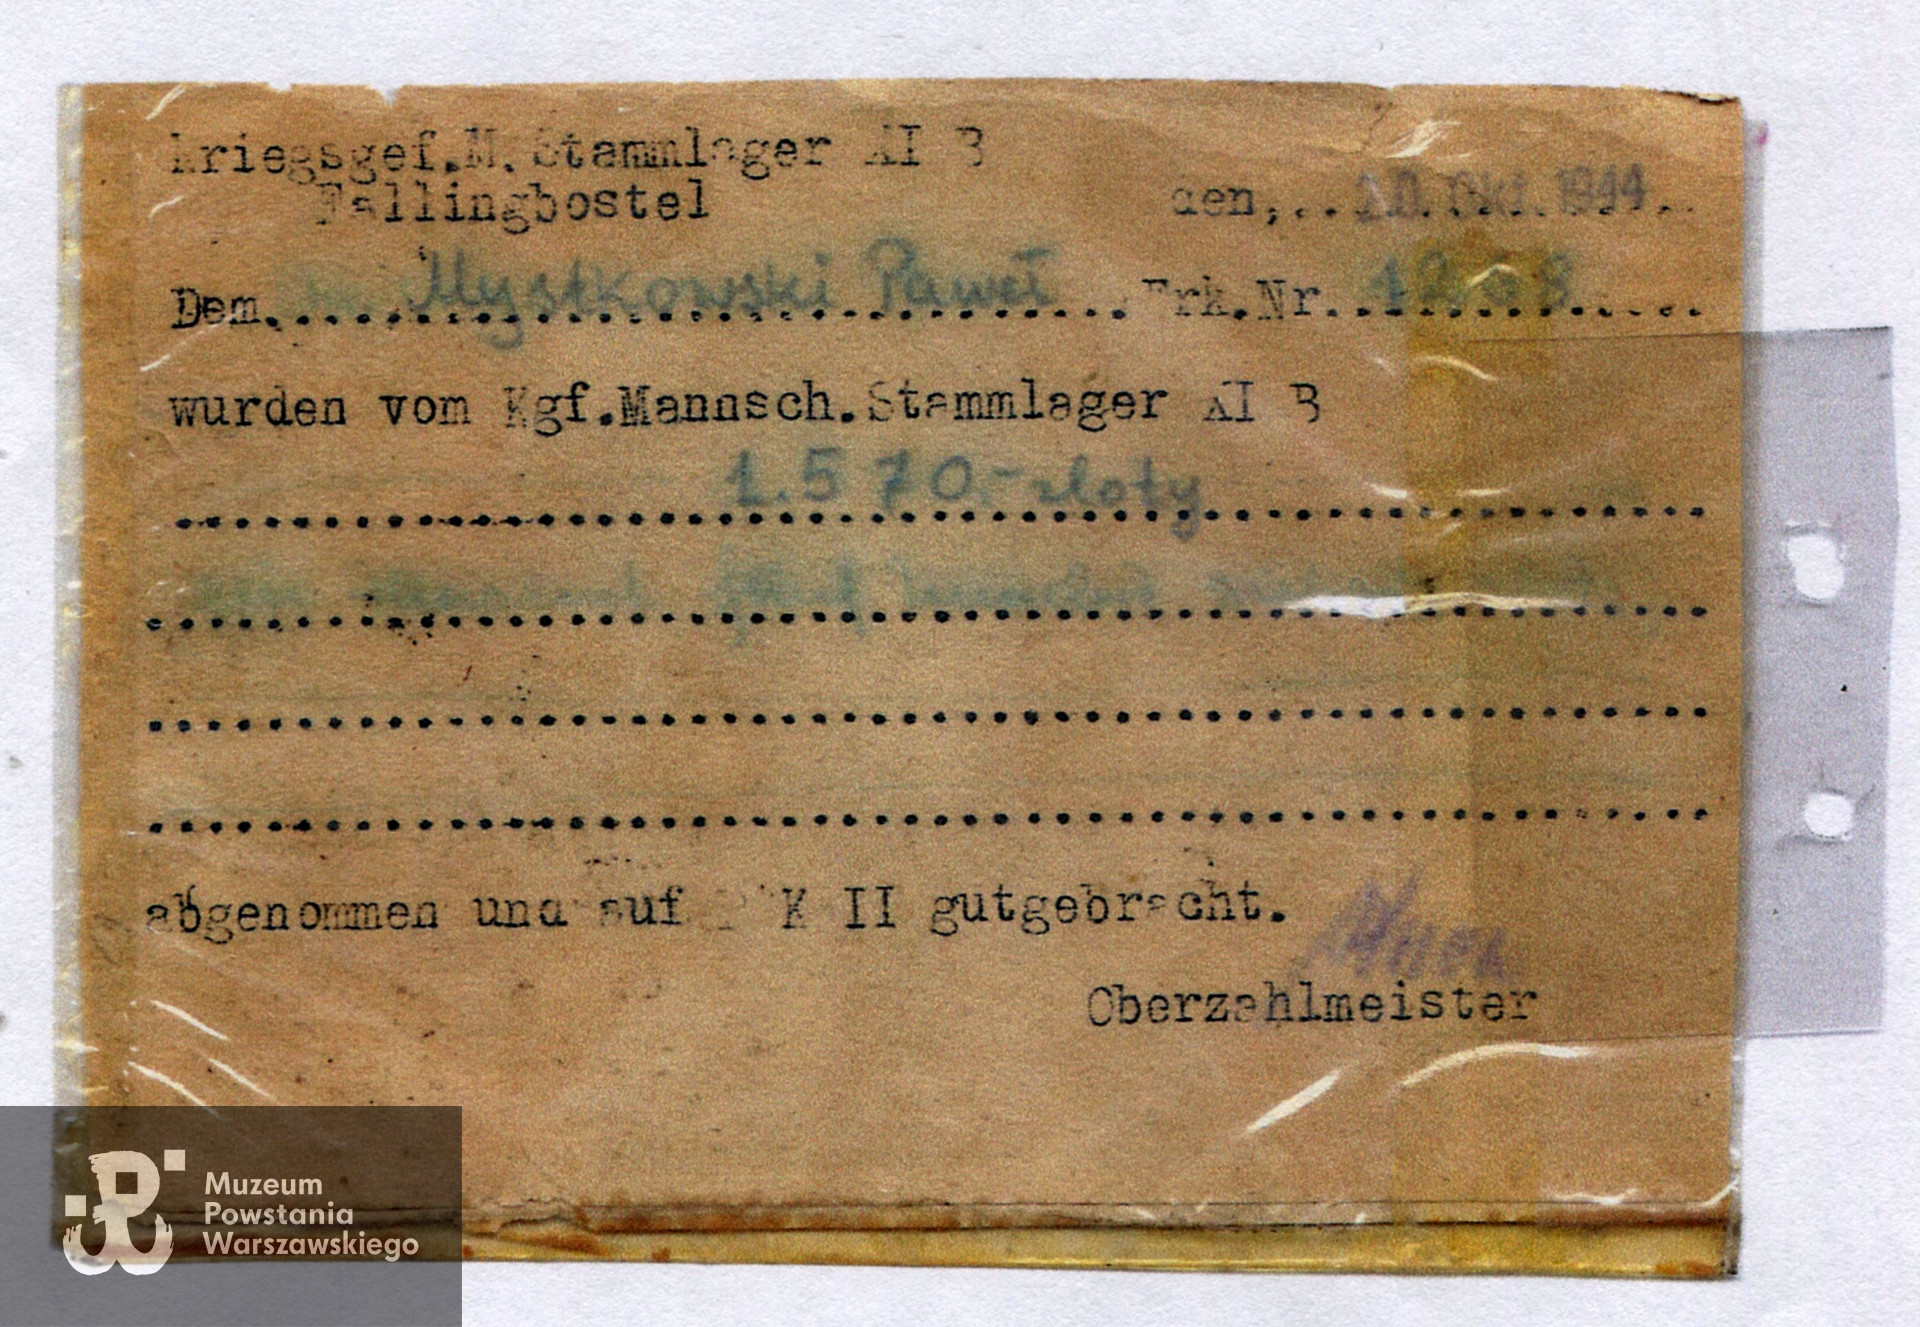 Kriegsgef.M.Stammlager XI B
Fallingbostel
den,...10. Okt. 1944...
Dem. Mystkowski Paweł Erk.Nr.
wurden vom Kgf.Mannsch.Stammlager XI B
1.570.- zloty
abgenommen und auf K II gutgebracht.
Oberzahlmeister
Muzeum
Powstania
Warszawskiego